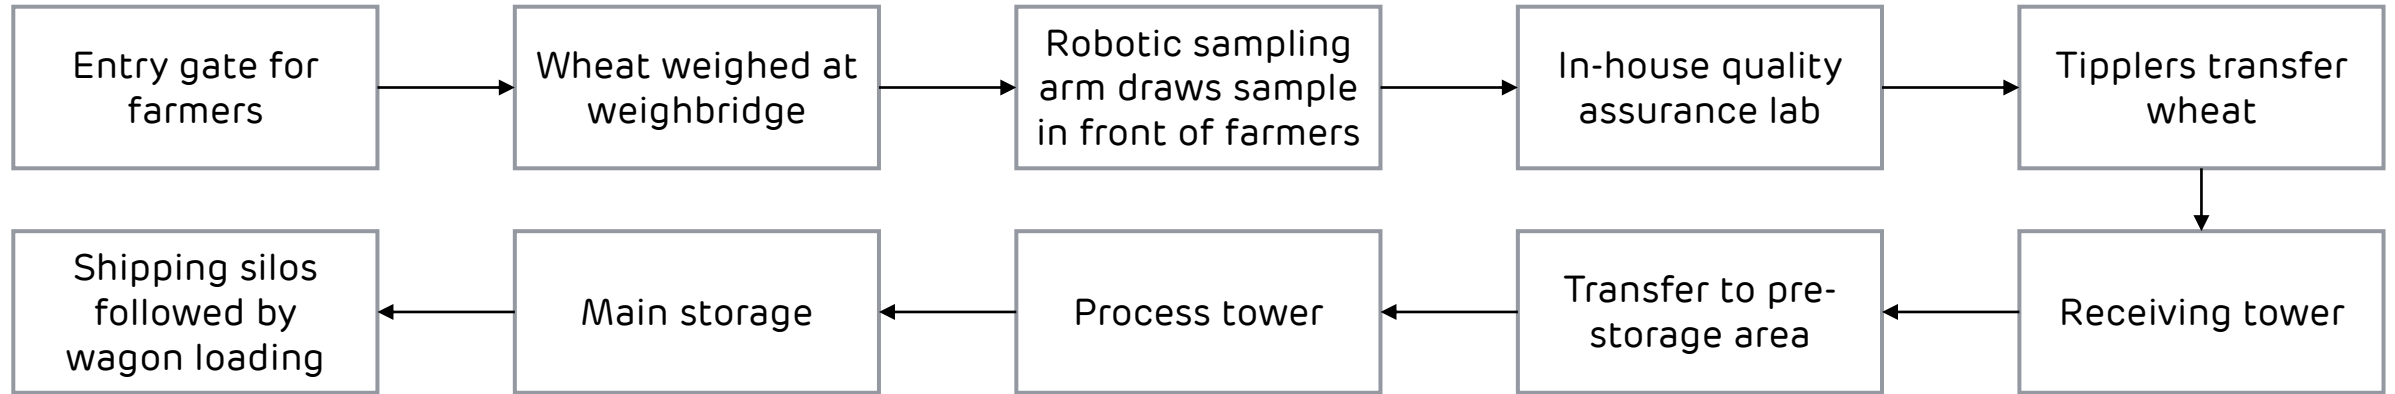 Entry gate for
farmers
Wheat weighed at
weighbridge
Robotic sampling
arm draws sample
in front of farmers
In-house quality
assurance lab
Tipplers transfer
wheat
Receiving tower
Transfer to pre-
storage area
Process tower
Main storage
Shipping silos
followed by
wagon loading